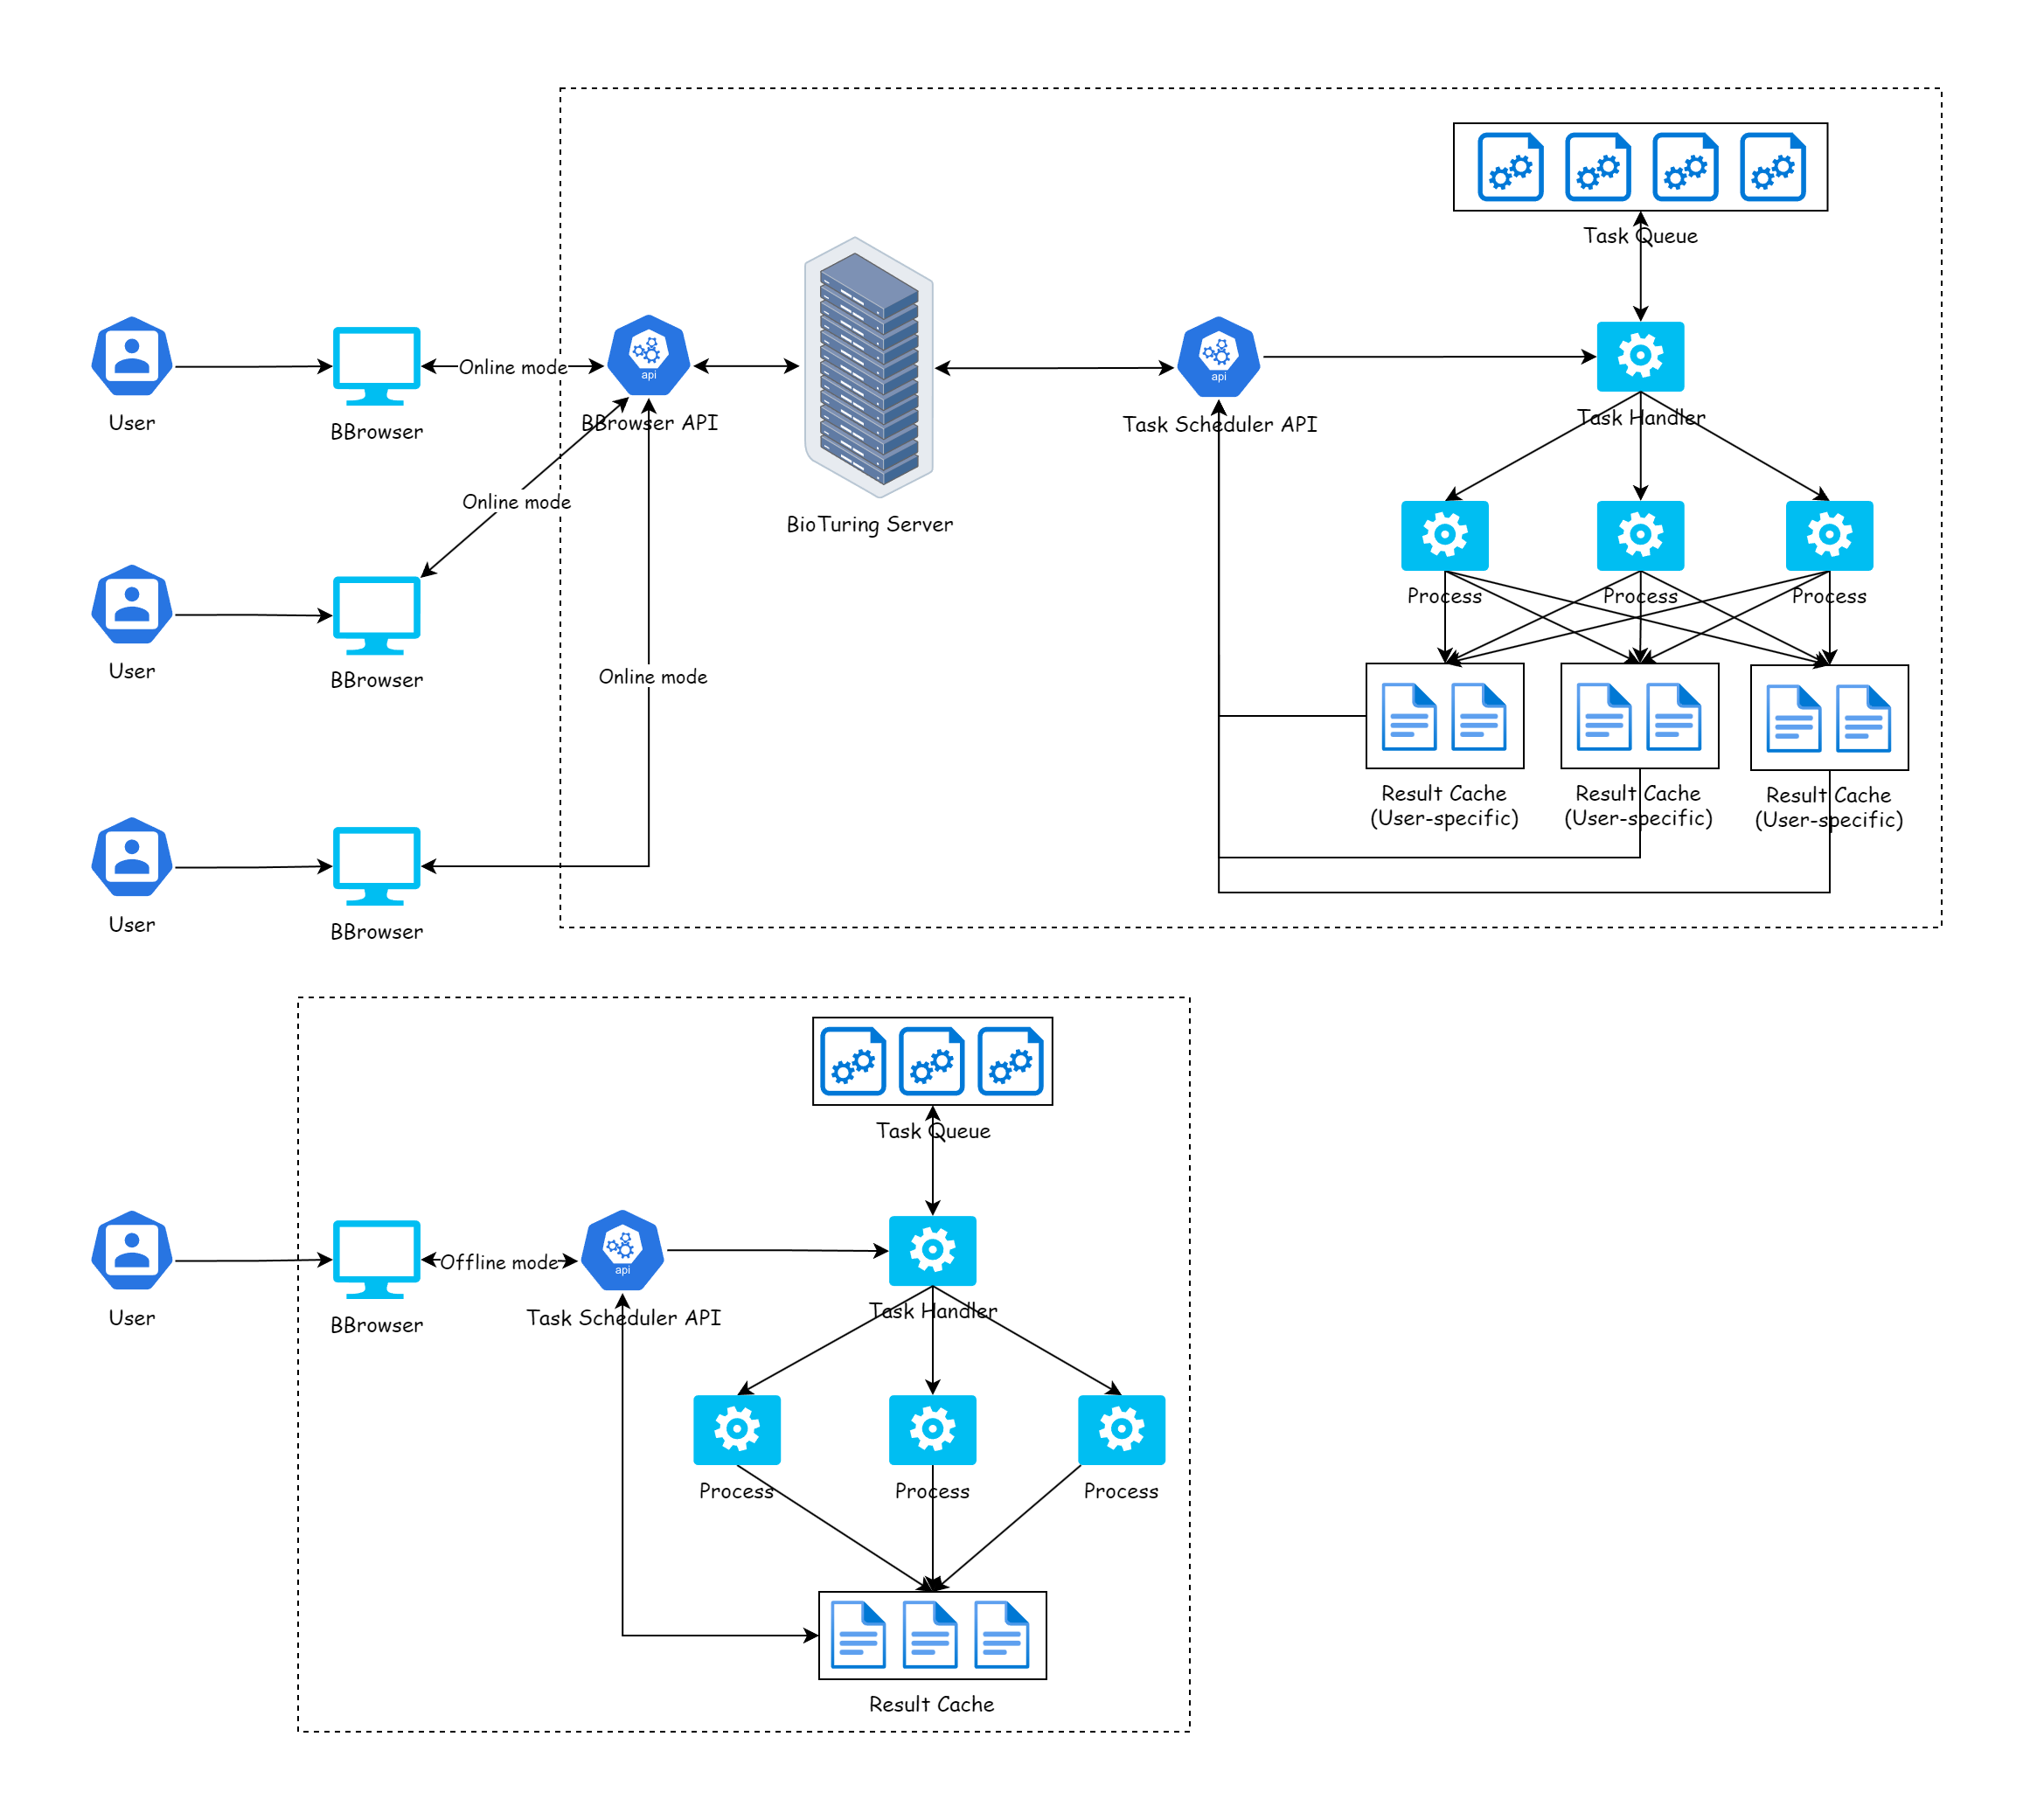 Task Queue
User
BBrowser
Online mode
api
BBrowser API
BioTuring Server
api
Task Scheduler API
Task Handler
Online mode
Process
Process
Process
User
BBrowser
Online mode
Result Cache
(User-specific)
Result Cache
(User-specific)
Result Cache
(User-specific)
User
BBrowser
Task Queue
User
BBrowser
Offline mode
api
Task Scheduler API
Task Handler
Process
Process
Process
Result Cache